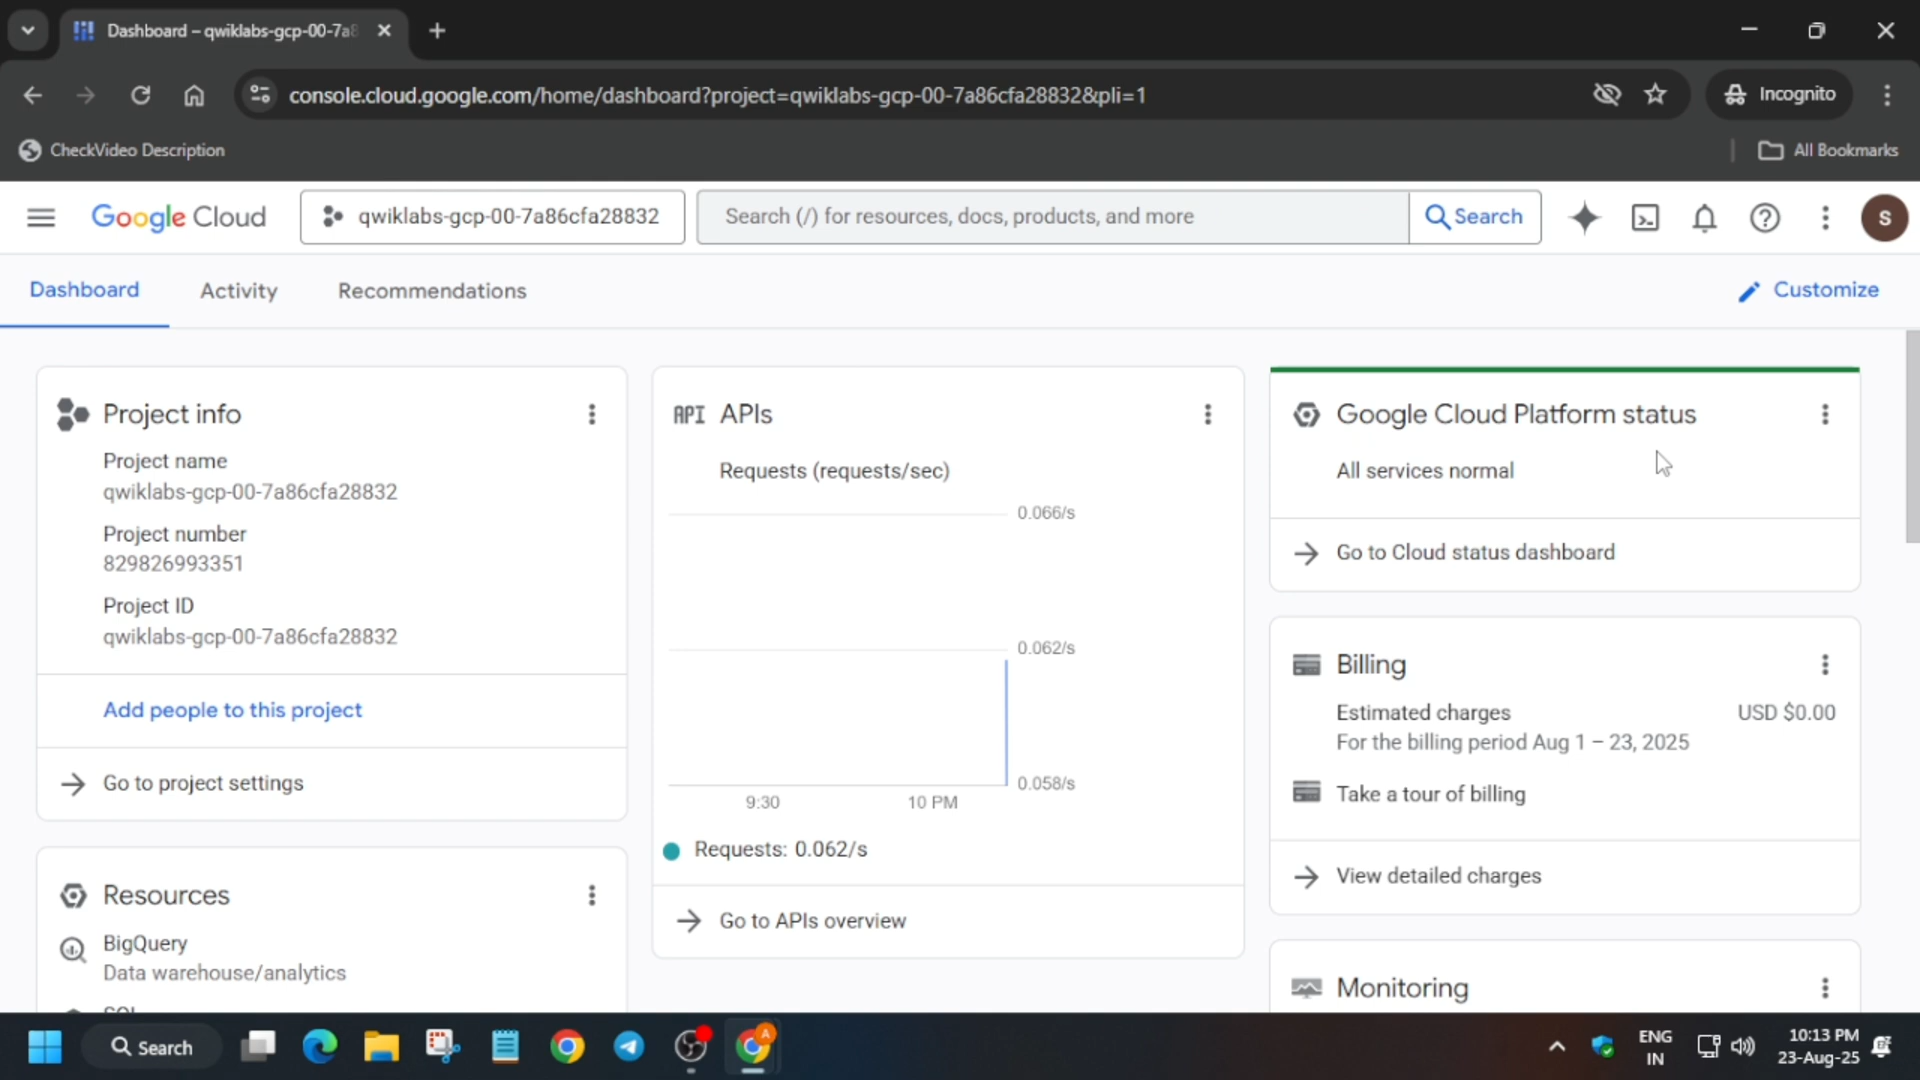 Dashboard – qwiklabs-gcp-00-7a8
console.cloud.google.com/home/dashboard?project=qwiklabs-gcp-00-7a86cfa28832&pli=1
Incognito
CheckVideo Description
All Bookmarks
Google Cloud
qwiklabs-gcp-00-7a86cfa28832
Search (/) for resources, docs, products, and more
Search
S
Dashboard
Activity
Recommendations
Customize
Project info
Project name
qwiklabs-gcp-00-7a86cfa28832
Project number
829826993351
Project ID
qwiklabs-gcp-00-7a86cfa28832
Add people to this project
Go to project settings
Resources
BigQuery
Data warehouse/analytics
API APIs
Requests (requests/sec)
0.066/s
0.062/s
0.058/s
9:30
10 PM
Requests: 0.062/s
Go to APIs overview
Google Cloud Platform status
All services normal
Go to Cloud status dashboard
Billing
Estimated charges
USD $0.00
For the billing period Aug 1 – 23, 2025
Take a tour of billing
View detailed charges
Monitoring
Search
A
ENG
IN
10:13 PM
23-Aug-25